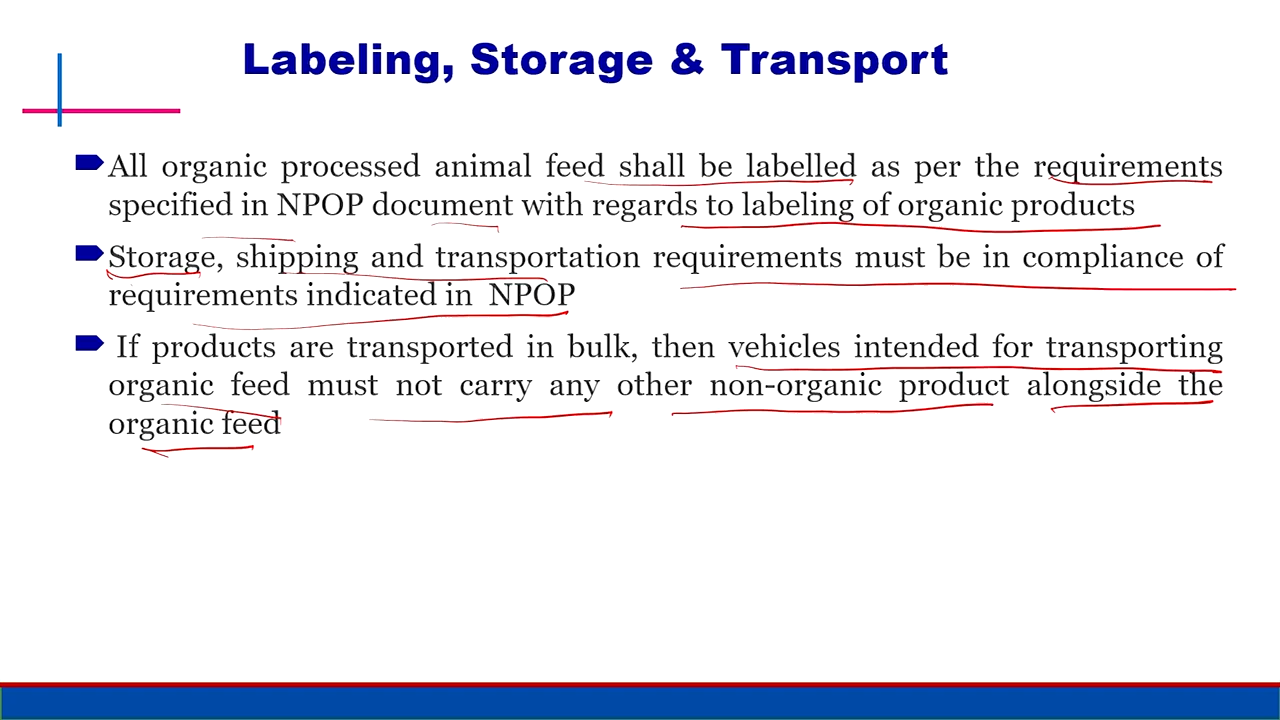 Labeling, Storage & Transport
All organic processed animal feed shall be labelled as per the requirements
specified in NPOP document with regards to labeling of organic products
Storage, shipping and transportation requirements must be in compliance of
requirements indicated in NPOP
If products are transported in bulk, then vehicles intended for transporting
organic feed must not carry any other non-organic product alongside the
organic feed